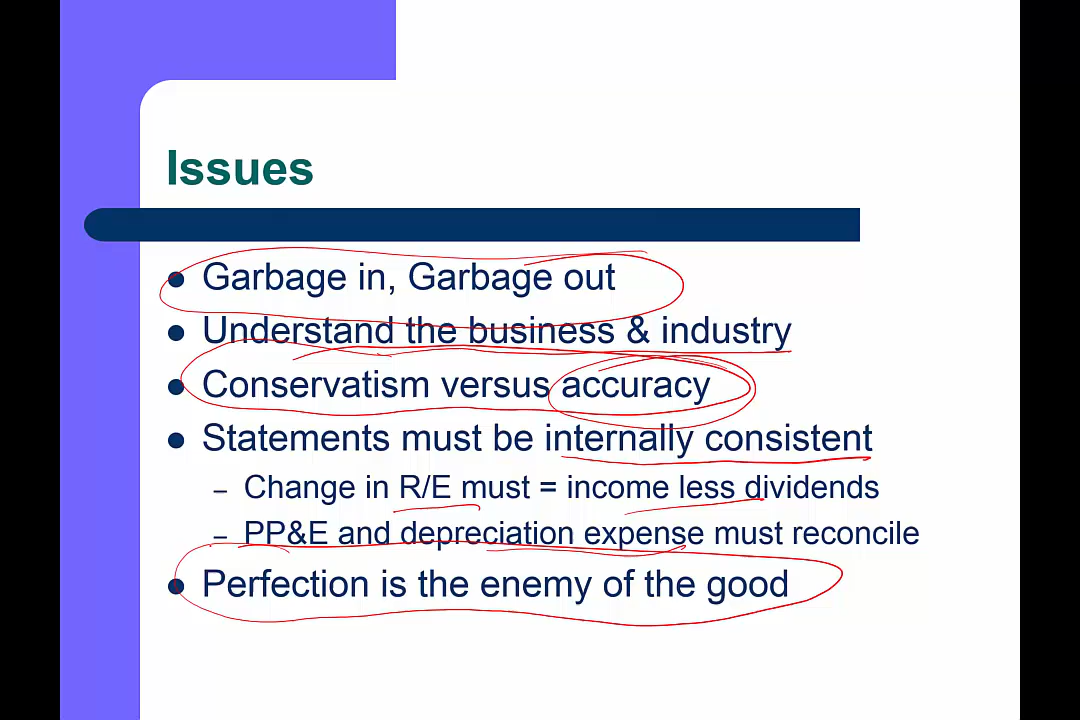 Issues
● Garbage in, Garbage out
● Understand the business & industry
● Conservatism versus accuracy
● Statements must be internally consistent
– Change in R/E must = income less dividends
– PP&E and depreciation expense must reconcile
● Perfection is the enemy of the good